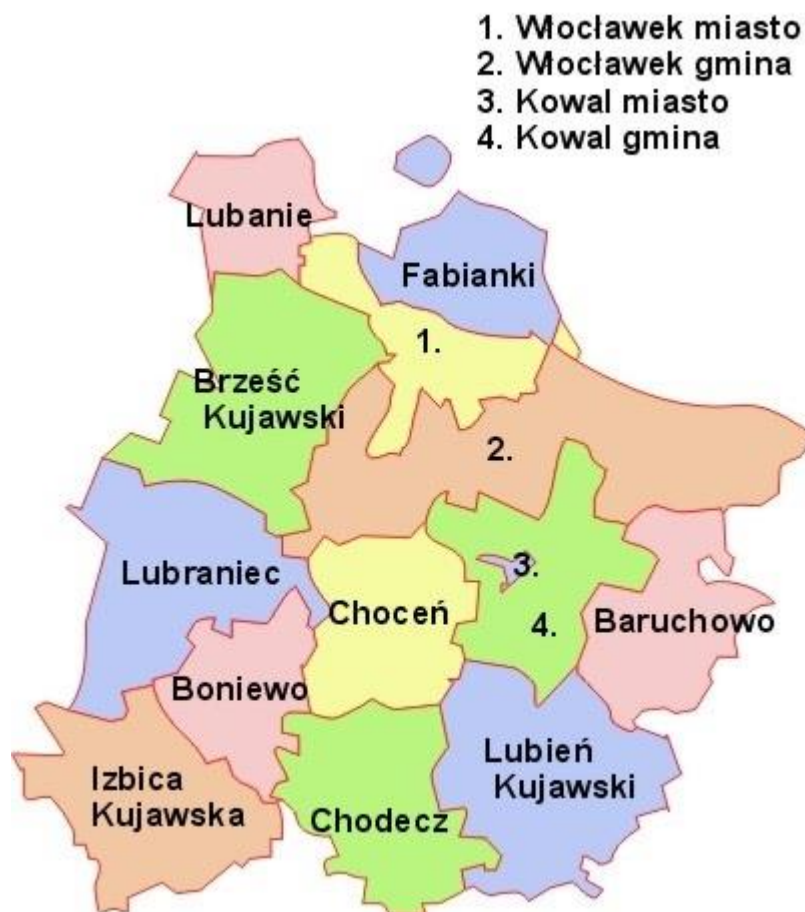 1. Włocławek miasto
2. Włocławek gmina
3. Kowal miasto
4. Kowal gmina
Lubanie
Fabianki
1.
Brześć
Kujawski
2.
Lubraniec
3.
Choceń
4.
Baruchowo
Boniewo
Lubień
Kujawski
Izbica
Kujawska
Chodecz